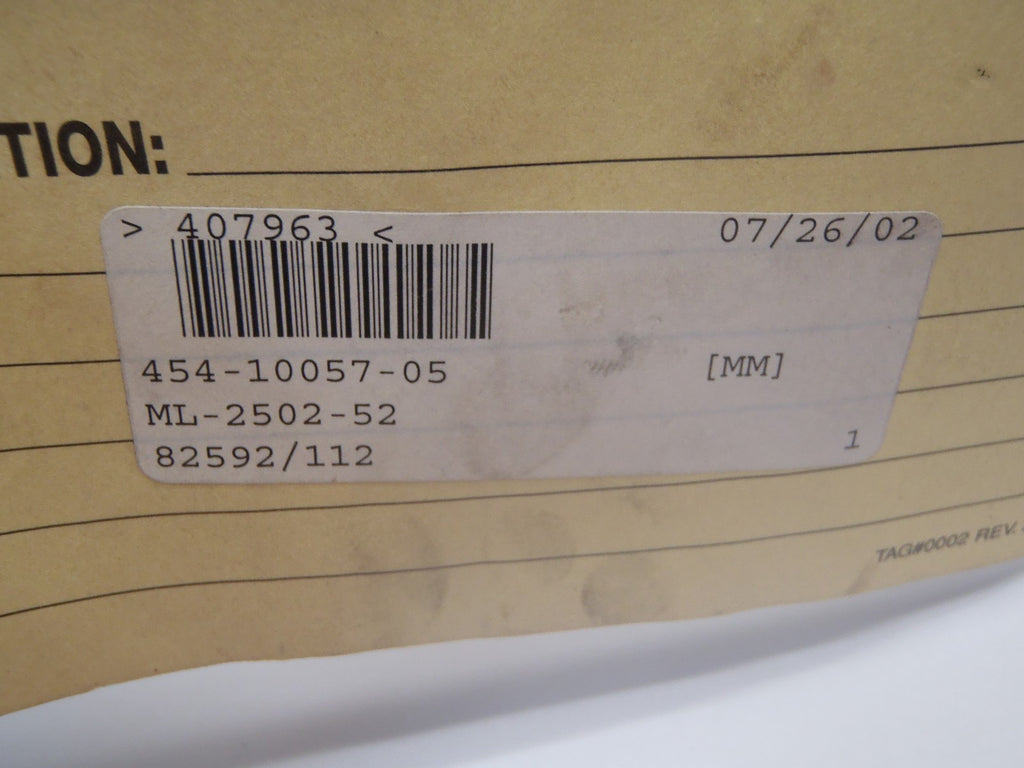 TION:
> 407963 < 07/26/02
454-10057-05 [MM]
ML-2502-52
82592/112 1
TAG#0002 REV.